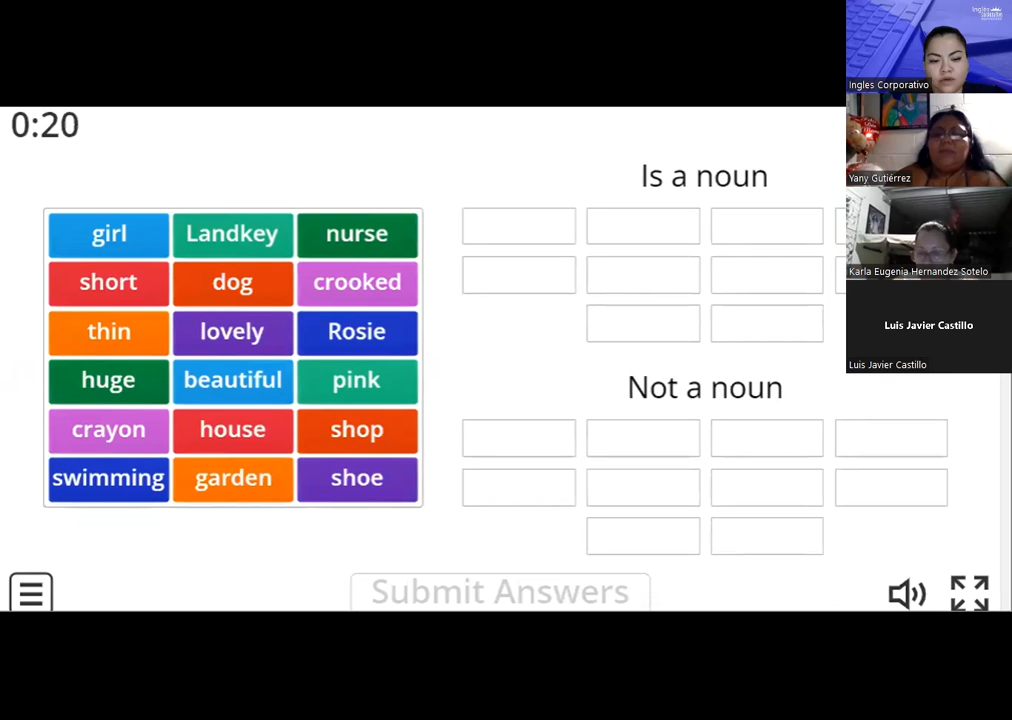 0:20
Is a noun
girl Landkey nurse
short dog crooked
thin lovely Rosie
huge beautiful pink
crayon house shop
swimming garden shoe
Not a noun
Submit Answers
Ingles Corporativo
Yany Gutiérrez
Karla Eugenia Hernandez Sotelo
Luis Javier Castillo
Luis Javier Castillo